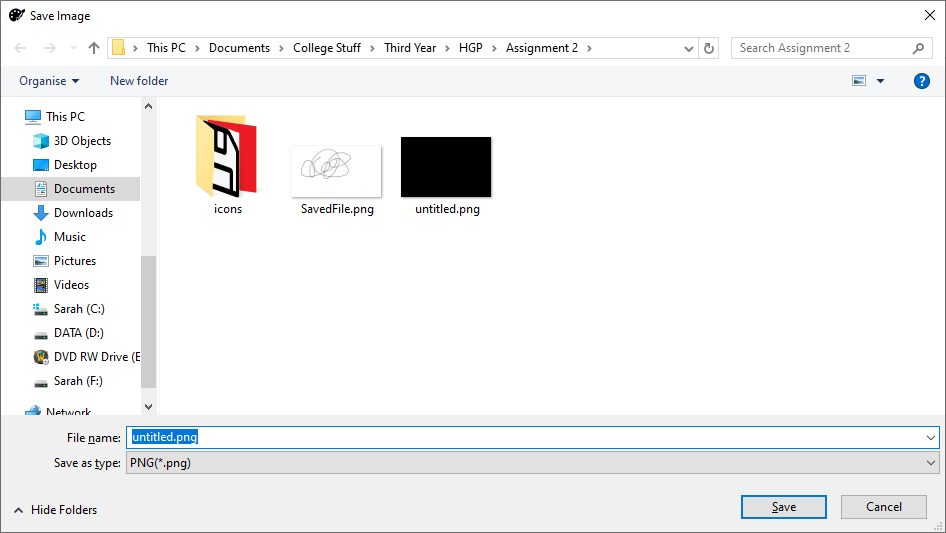 Save Image
This PC > Documents > College Stuff > Third Year > HGP > Assignment 2 >
Search Assignment 2
Organise
New folder
?
This PC
3D Objects
Desktop
Documents
Downloads
Music
Pictures
Videos
Sarah (C:)
DATA (D:)
DVD RW Drive (E
Sarah (F:)
Network
icons
SavedFile.png
untitled.png
File name: untitled.png
Save as type: PNG(*.png)
Hide Folders
Save
Cancel